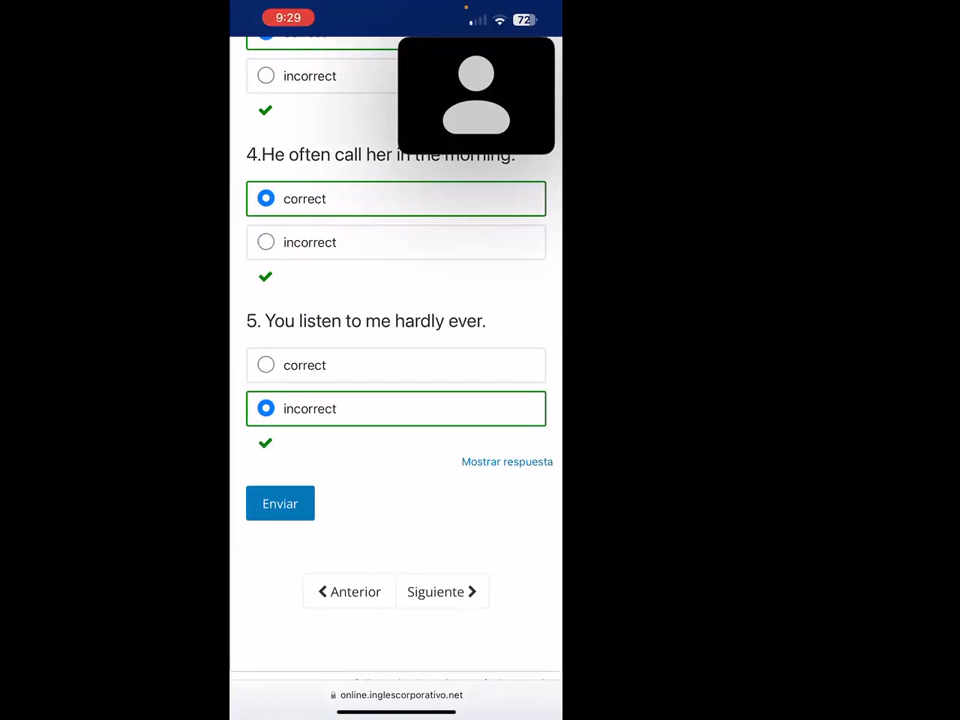 9:29
72
incorrect
4.He often call her in the morning.
correct
incorrect
5. You listen to me hardly ever.
correct
incorrect
Mostrar respuesta
Enviar
Anterior
Siguiente
online.inglescorporativo.net